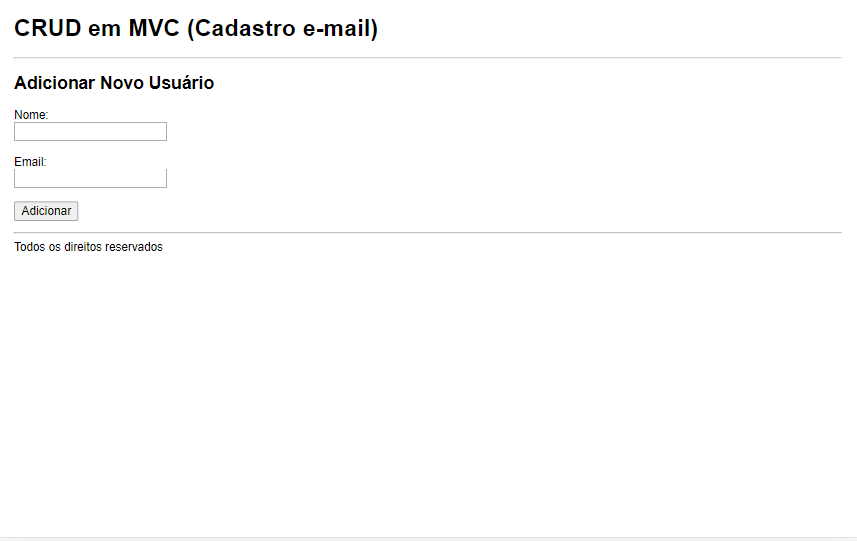 CRUD em MVC (Cadastro e-mail)
Adicionar Novo Usuário
Nome:
Email:
Adicionar
Todos os direitos reservados